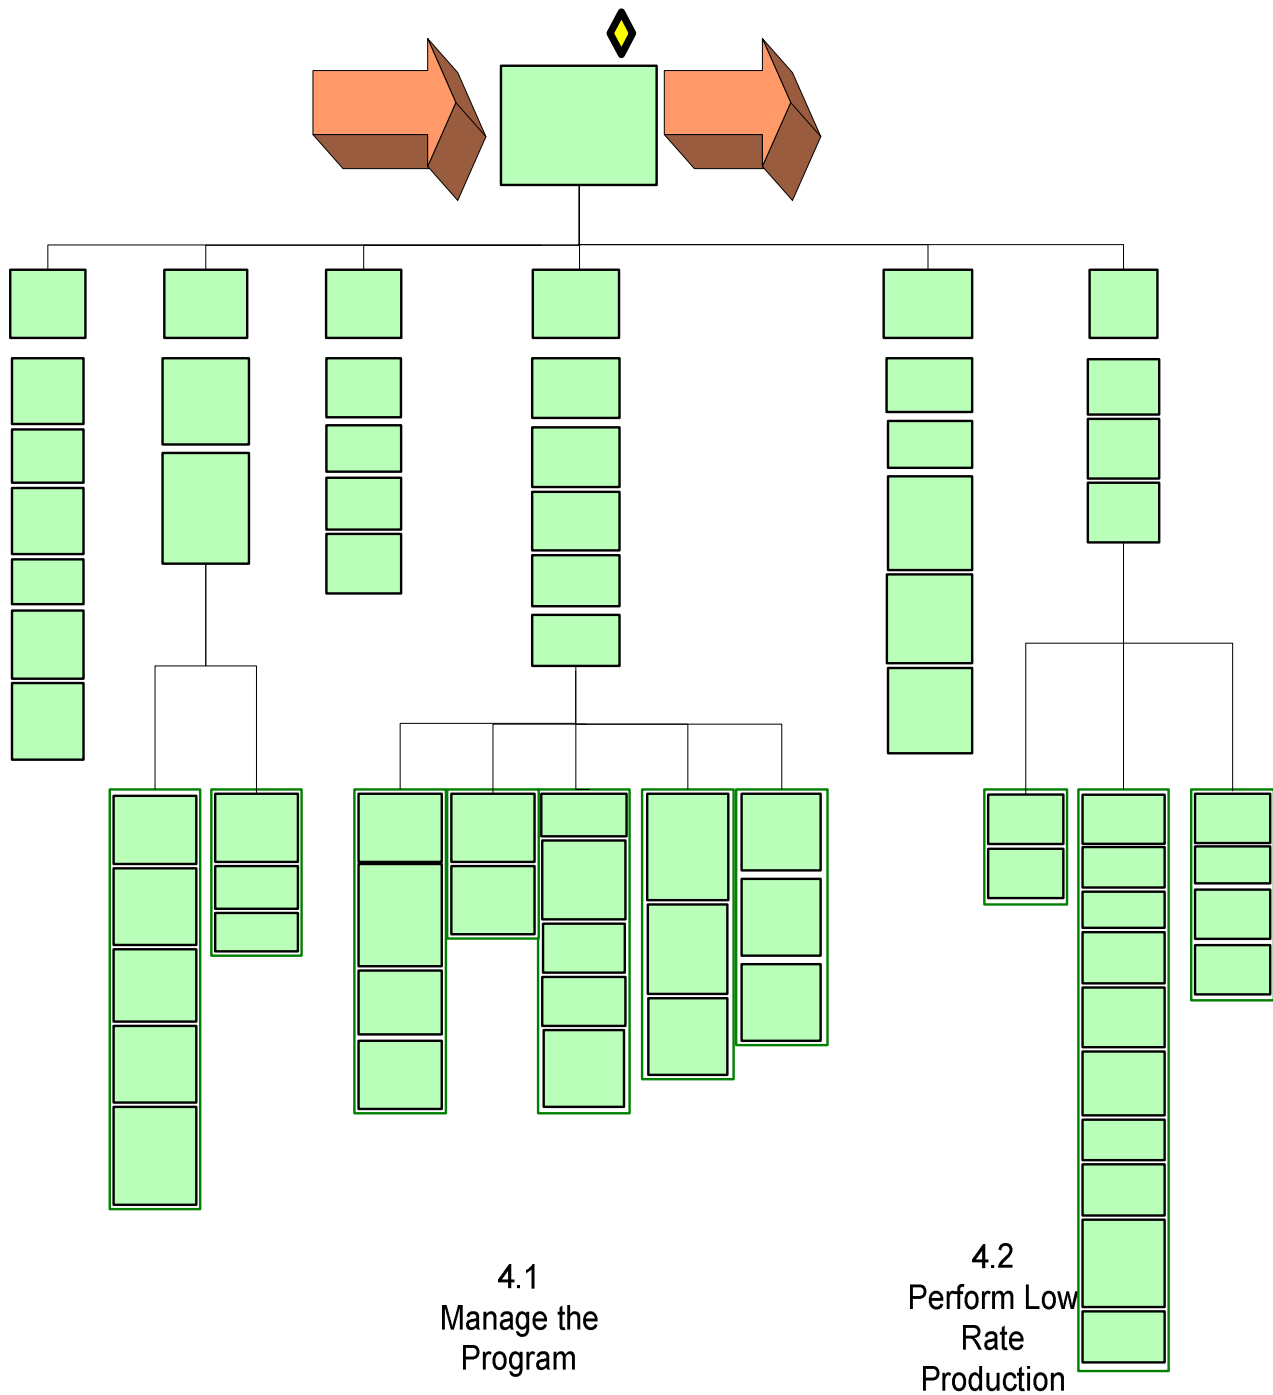 4.1
Manage the
Program
4.2
Perform Low
Rate
Production